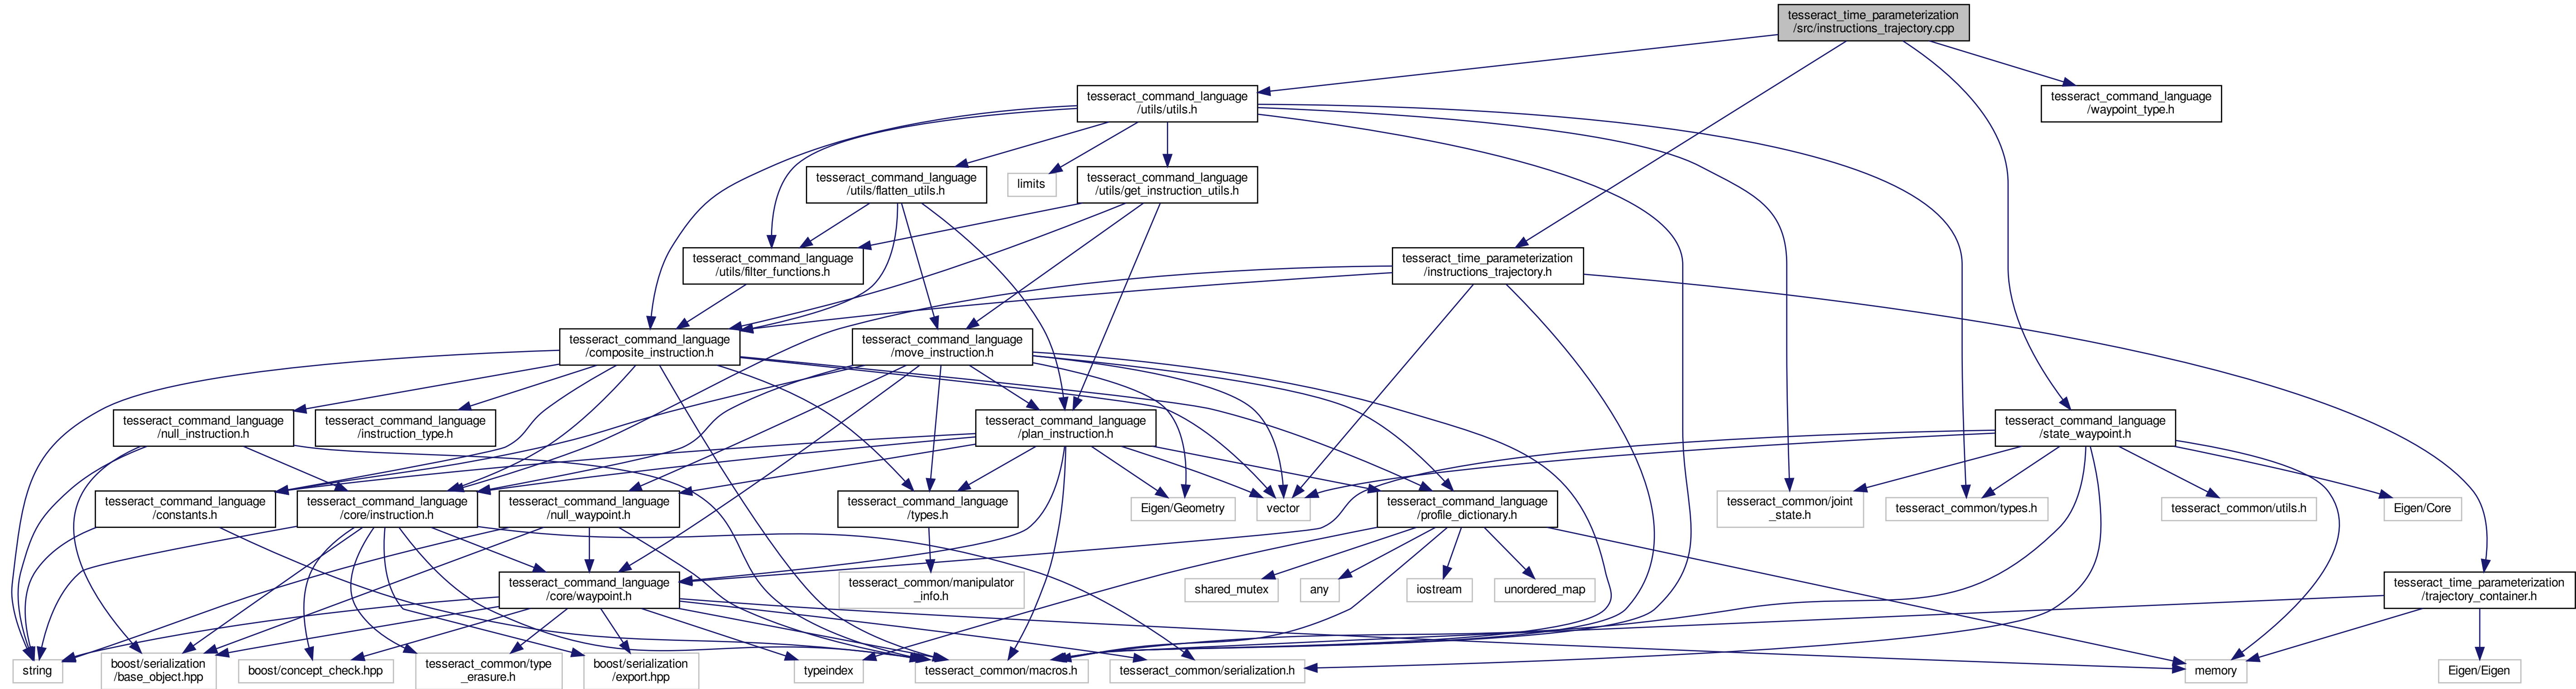 tesseract_time_parameterization
/src/instructions_trajectory.cpp
tesseract_command_language
/utils/utils.h
tesseract_command_language
/waypoint_type.h
tesseract_command_language
/utils/flatten_utils.h
limits
tesseract_command_language
/utils/get_instruction_utils.h
tesseract_command_language
/utils/filter_functions.h
tesseract_time_parameterization
/instructions_trajectory.h
tesseract_command_language
/composite_instruction.h
tesseract_command_language
/move_instruction.h
tesseract_command_language
/null_instruction.h
tesseract_command_language
/instruction_type.h
tesseract_command_language
/plan_instruction.h
tesseract_command_language
/state_waypoint.h
tesseract_command_language
/constants.h
tesseract_command_language
/core/instruction.h
tesseract_command_language
/null_waypoint.h
tesseract_command_language
/types.h
Eigen/Geometry
vector
tesseract_command_language
/profile_dictionary.h
tesseract_common/joint
_state.h
tesseract_common/types.h
tesseract_common/utils.h
Eigen/Core
tesseract_command_language
/core/waypoint.h
tesseract_common/manipulator
_info.h
shared_mutex
any
iostream
unordered_map
tesseract_time_parameterization
/trajectory_container.h
string
boost/serialization
/base_object.hpp
boost/concept_check.hpp
tesseract_common/type
_erasure.h
boost/serialization
/export.hpp
typeindex
tesseract_common/macros.h
tesseract_common/serialization.h
memory
Eigen/Eigen